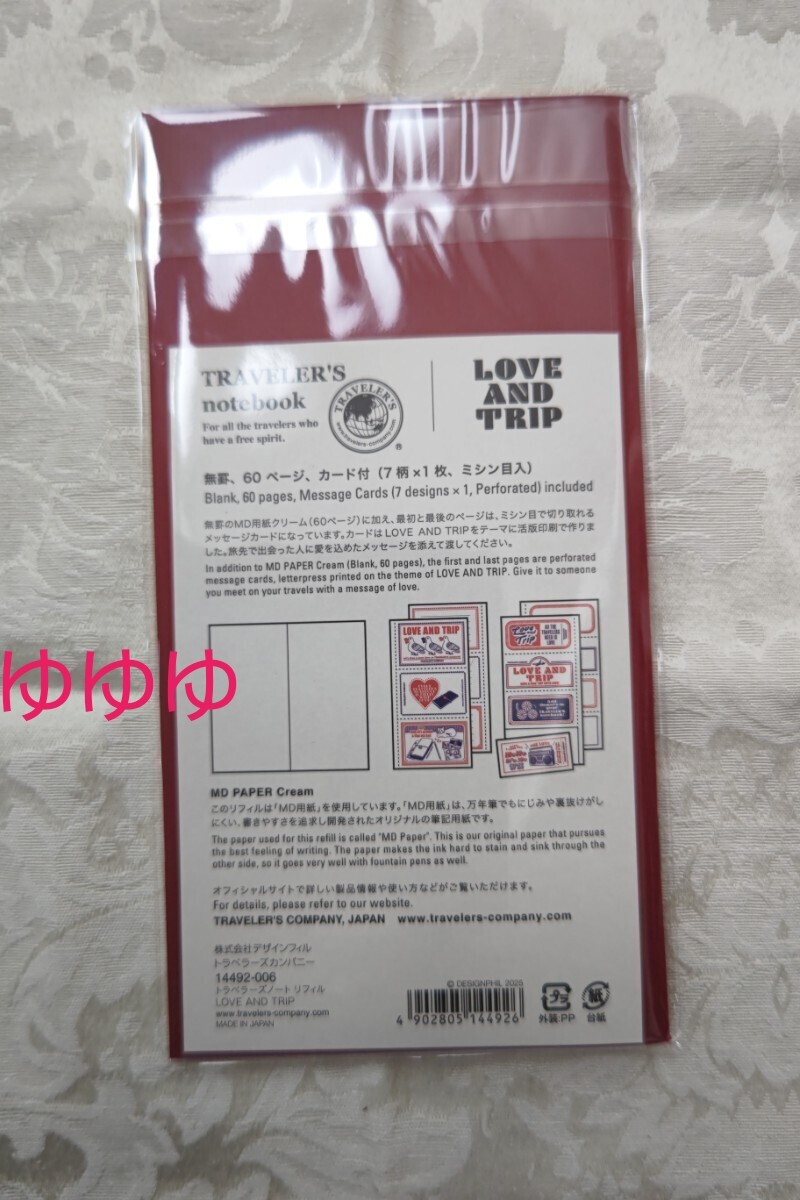 TRAVELER'S
notebook
For all the travelers who
have a free spirit.
TRAVELER'S
www.travelers-company.com
®
LOVE
AND
TRIP
無罫、60 ページ、カード付（7 柄 ×1 枚、ミシン目入）
Blank, 60 pages, Message Cards (7 designs × 1, Perforated) included
無罫のMD用紙クリーム（60ページ）に加え、最初と最後のページは、ミシン目で切り取れる
メッセージカードになっています。カードは LOVE AND TRIPをテーマに活版印刷で作りま
した。旅先で出会った人に愛を込めたメッセージを添えて渡してください。
In addition to MD PAPER Cream (Blank, 60 pages), the first and last pages are perforated
message cards, letterpress printed on the theme of LOVE AND TRIP. Give it to someone
you meet on your travels with a message of love.
LOVE AND TRIP
LOVE AND
TRIP
ゆゆゆ
MD PAPER Cream
このリフィルは「MD用紙」を使用しています。「MD用紙」は、万年筆でもにじみや裏抜けがし
にくい、書きやすさを追求し開発されたオリジナルの筆記用紙です。
The paper used for this refill is called "MD Paper". This is our original paper that pursues
the best feeling of writing. The paper makes the ink hard to stain and sink through the
other side, so it goes very well with fountain pens as well.
オフィシャルサイトで詳しい製品情報や使い方などがご覧いただけます。
For details, please refer to our website.
TRAVELER'S COMPANY, JAPAN www.travelers-company.com
株式会社デザインフィル
トラベラーズカンパニー
14492-006
トラベラーズノート リフィル
LOVE AND TRIP
www.travelers-company.com
MADE IN JAPAN
© DESIGNPHIL 2025
4 902805 144926
プラ
外装:PP
紙
台紙